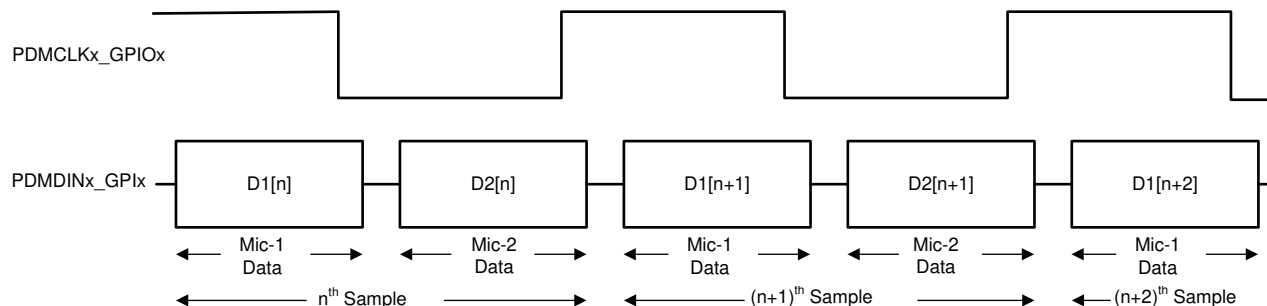 PDMCLKx_GPIOx
PDMDINx_GPIx
D1[n]
D2[n]
D1[n+1]
D2[n+1]
D1[n+2]
Mic-1
Data
Mic-2
Data
Mic-1
Data
Mic-2
Data
Mic-1
Data
nth Sample
(n+1)th Sample
(n+2)th Sample